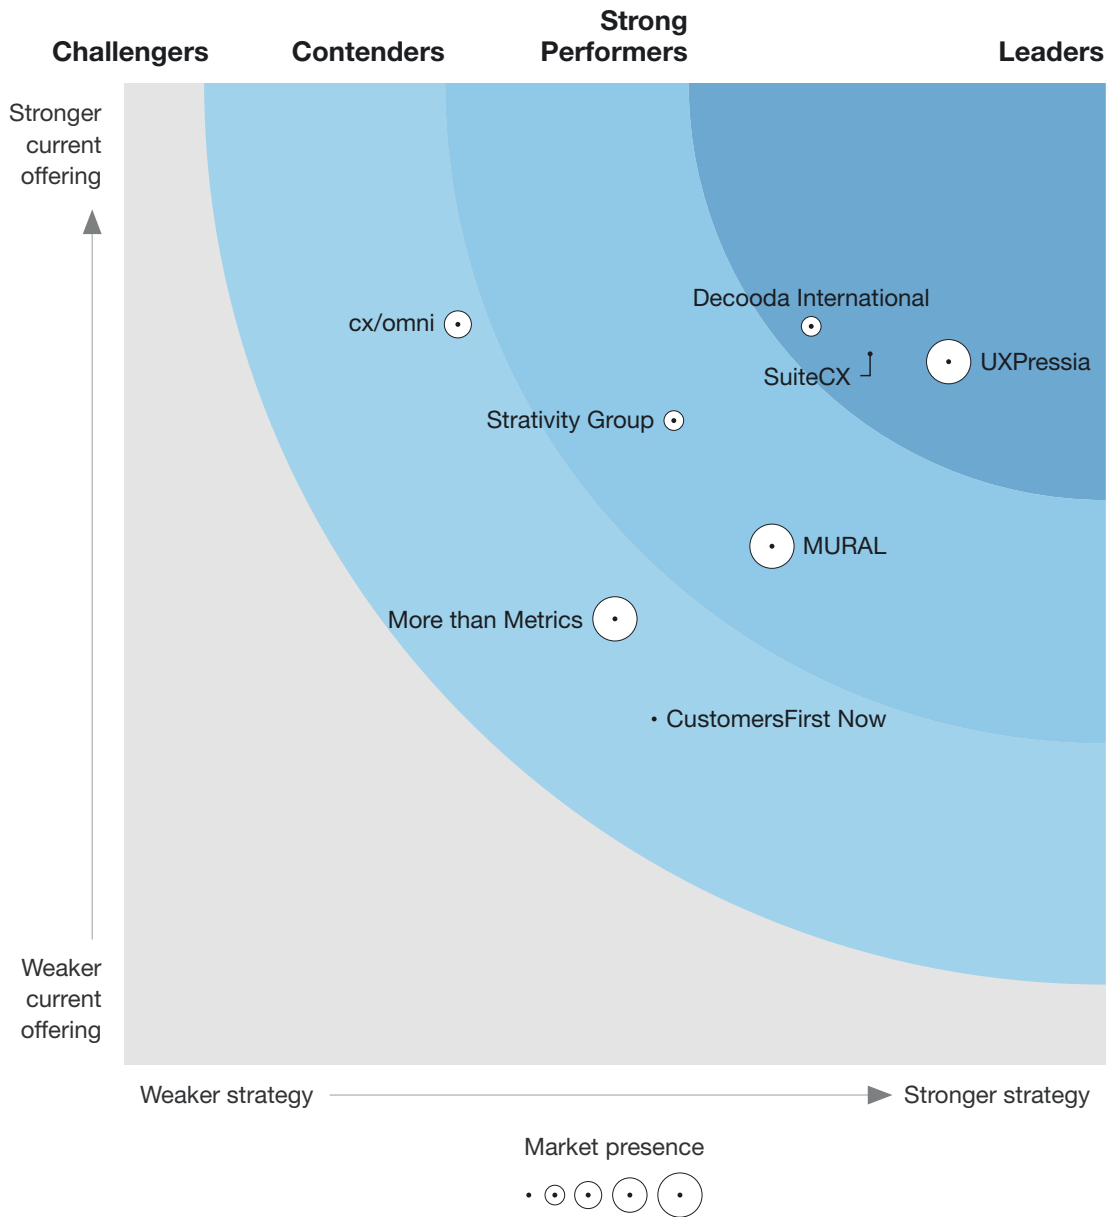 Challengers
Contenders
Strong
Performers
Leaders
Stronger
current
offering
Decooda International
cx/omni
UXPressia
SuiteCX
Strativity Group
MURAL
More than Metrics
CustomersFirst Now
Weaker
current
offering
Weaker strategy
Stronger strategy
Market presence